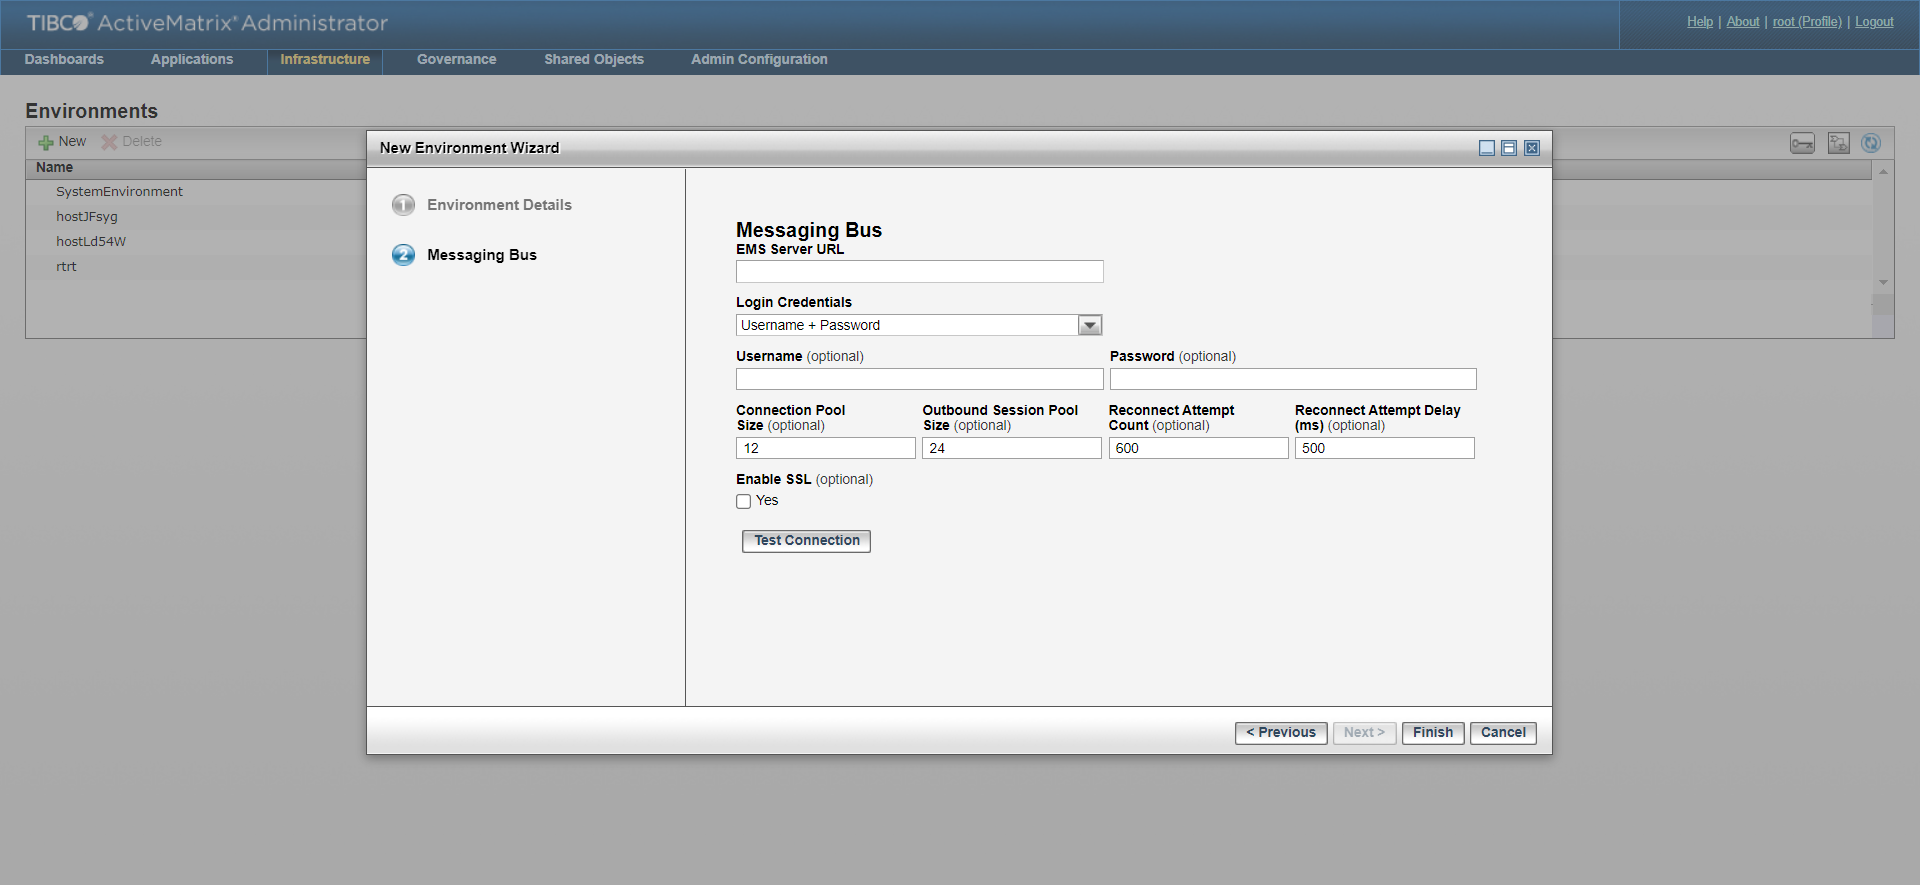 TIBCO® ActiveMatrix® Administrator
Help | About | root (Profile) | Logout
Dashboards Applications Infrastructure Governance Shared Objects Admin Configuration
Environments
New Delete
Name
SystemEnvironment
hostJFsyg
hostLd54W
rtrt
New Environment Wizard
1 Environment Details
2 Messaging Bus
Messaging Bus
EMS Server URL
Login Credentials
Username + Password
Username (optional) Password (optional)
Connection Pool Size (optional) Outbound Session Pool Size (optional) Reconnect Attempt Count (optional) Reconnect Attempt Delay (ms) (optional)
12 24 600 500
Enable SSL (optional)
Yes
Test Connection
< Previous Next > Finish Cancel